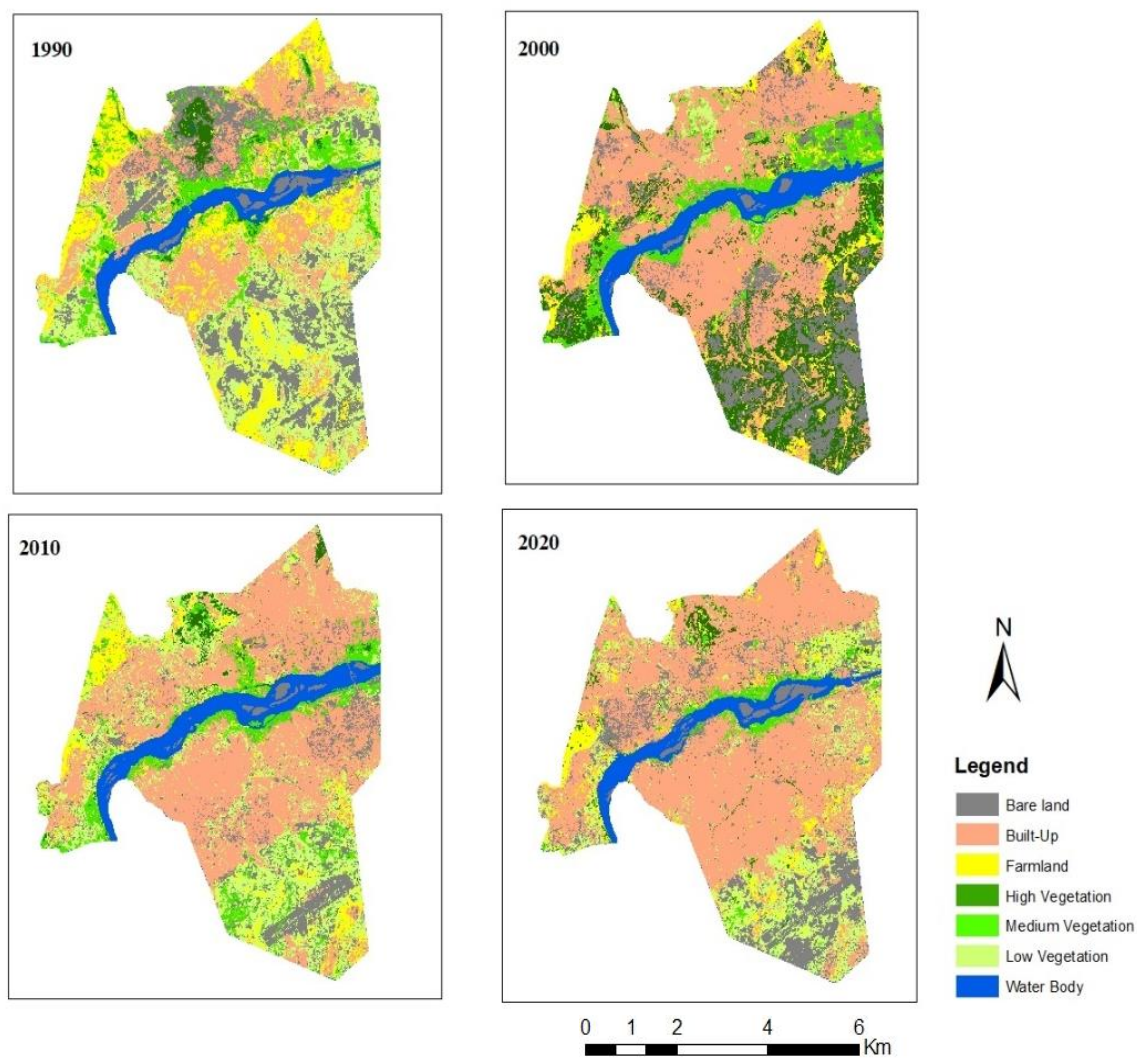 1990
2000
2010
2020
N
Legend
Bare land
Built-Up
Farmland
High Vegetation
Medium Vegetation
Low Vegetation
Water Body
0 1 2 4 6
Km